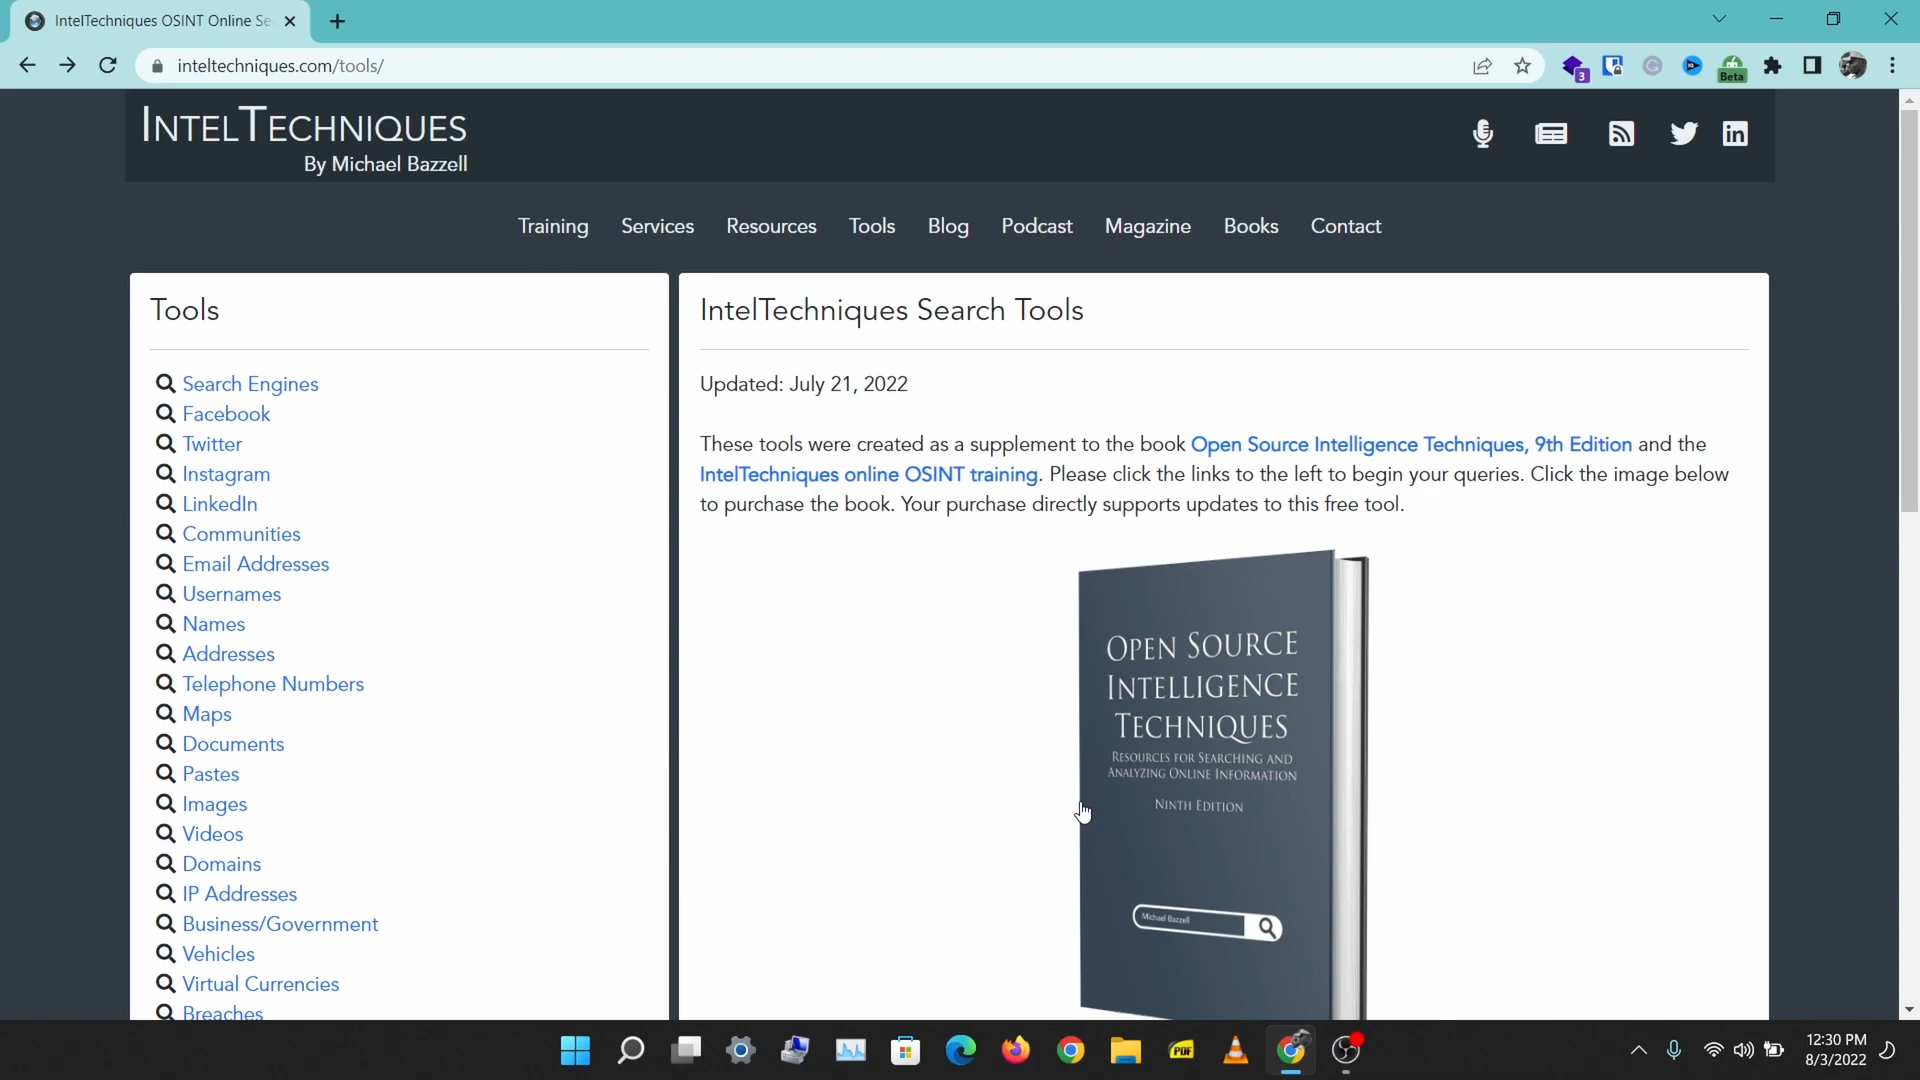 IntelTechniques OSINT Online Se
inteltechniques.com/tools/
3
Beta
INTELTECHNIQUES
By Michael Bazzell
Training Services Resources Tools Blog Podcast Magazine Books Contact
Tools
Search Engines
Facebook
Twitter
Instagram
LinkedIn
Communities
Email Addresses
Usernames
Names
Addresses
Telephone Numbers
Maps
Documents
Pastes
Images
Videos
Domains
IP Addresses
Business/Government
Vehicles
Virtual Currencies
Breaches
IntelTechniques Search Tools
Updated: July 21, 2022
These tools were created as a supplement to the book Open Source Intelligence Techniques, 9th Edition and the
IntelTechniques online OSINT training. Please click the links to the left to begin your queries. Click the image below
to purchase the book. Your purchase directly supports updates to this free tool.
OPEN SOURCE
INTELLIGENCE
TECHNIQUES
RESOURCES FOR SEARCHING AND
ANALYZING ONLINE INFORMATION
NINTH EDITION
Michael Bazzell
PDF
12:30 PM
8/3/2022